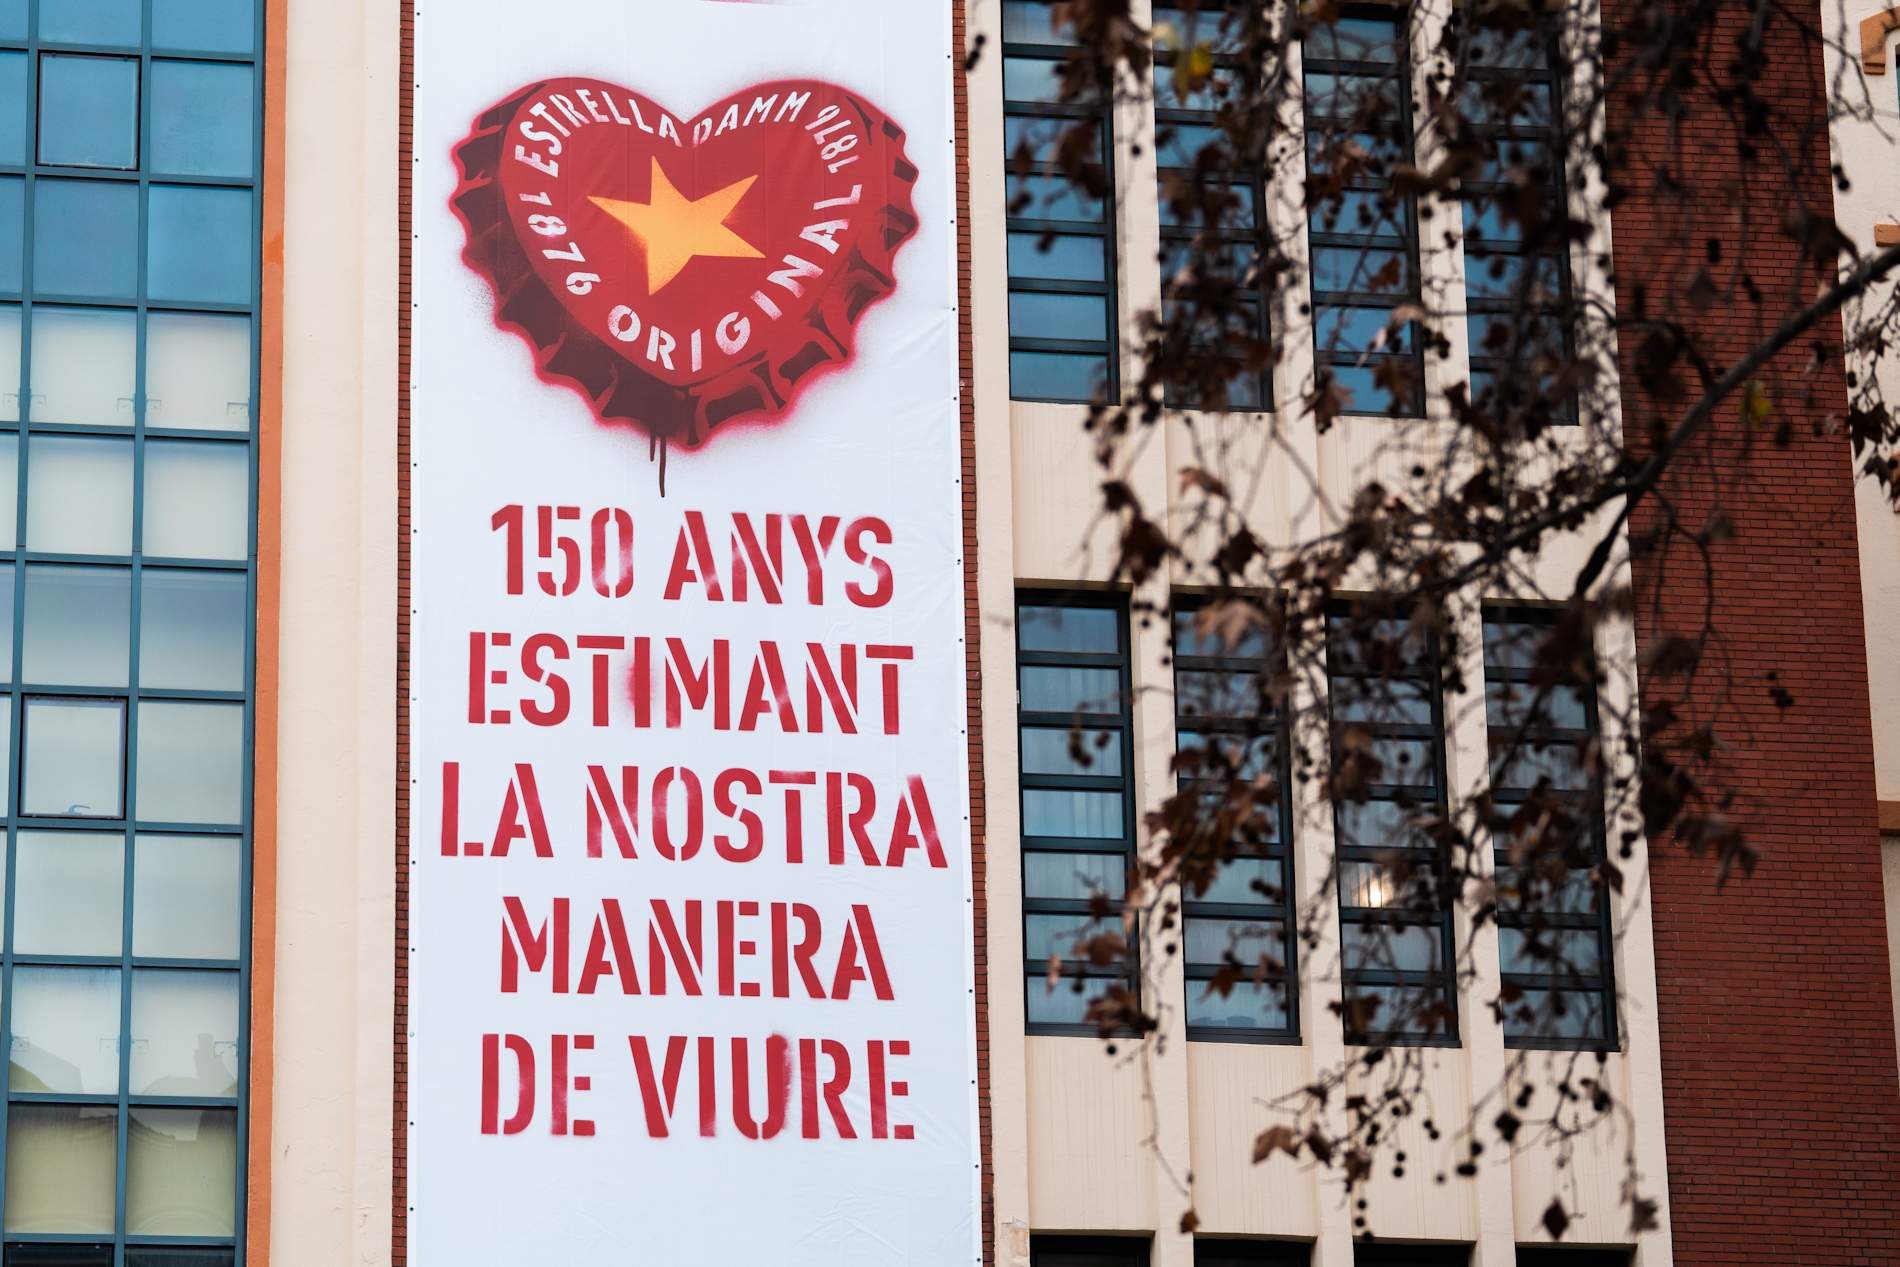 1876 ESTRELLA DAMM 1876
ORIGINAL
150 ANYS
ESTIMANT
LA NOSTRA
MANERA
DE VIURE